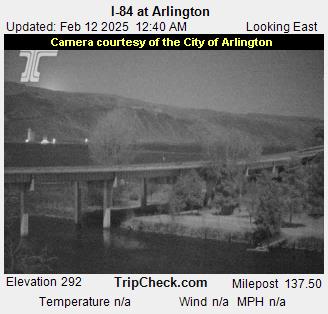 I-84 at Arlington
Updated: Feb 12 2025 12:40 AM Looking East
Camera courtesy of the City of Arlington
Elevation 292 TripCheck.com Milepost 137.50
Temperature n/a Wind n/a MPH n/a